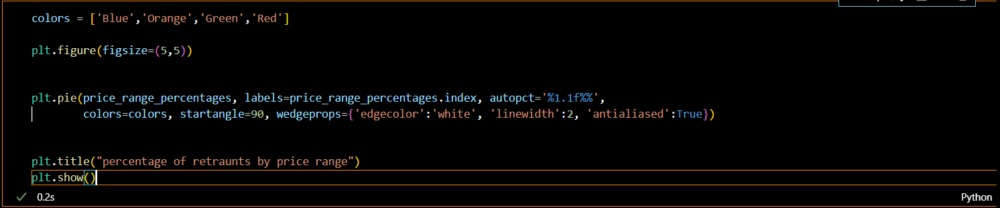 colors = ['Blue','Orange','Green','Red']
plt.figure(figsize=(5,5))
plt.pie(price_range_percentages, labels=price_range_percentages.index, autopct='%1.1f%%',
colors=colors, startangle=90, wedgeprops={'edgecolor':'white', 'linewidth':2, 'antialiased':True})
plt.title("percentage of retraunts by price range")
plt.show()
0.2s
Python